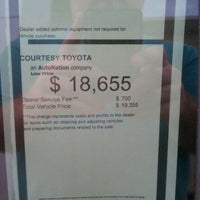 Dealer added optional equipment not required for
vehicle purchase.
COURTESY TOYOTA
an AutoNation company
Low Price
$ 18,655
Dealer Service Fee:** $ 700
Total Vehicle Price: $ 19,355
**This charge represents costs and profits to the dealer
for items such as cleaning and adjusting vehicles
and preparing documents related to the sale